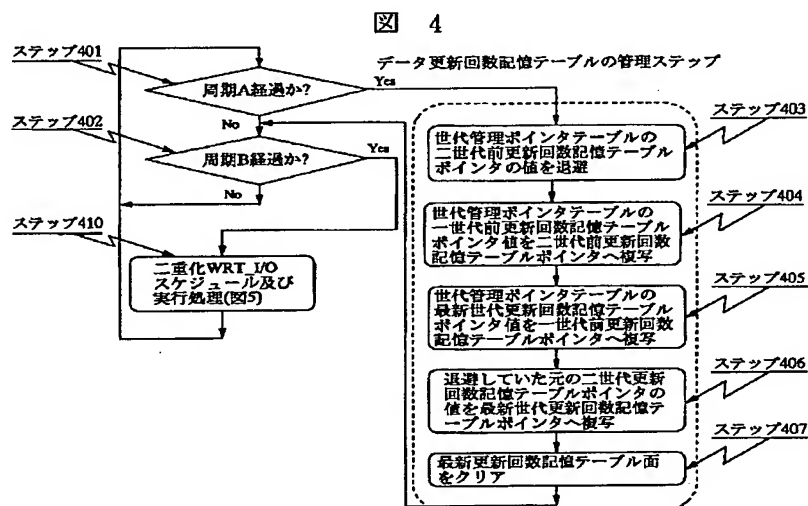 図 4
ステップ401
周期A経過か?
Yes
No
データ更新回数記憶テーブルの管理ステップ
ステップ402
周期B経過か?
Yes
No
ステップ410
二重化WRT_I/O
スケジュール及び
実行処理(図5)
ステップ403
世代管理ポインタテーブルの
二世代前更新回数記憶テーブル
ポインタの値を退避
ステップ404
世代管理ポインタテーブルの
一世代前更新回数記憶テーブル
ポインタ値を二世代前更新回数
記憶テーブルポインタへ複写
ステップ405
世代管理ポインタテーブルの
最新世代更新回数記憶テーブル
ポインタ値を一世代前更新回数
記憶テーブルポインタへ複写
ステップ406
退避していた元の二世代更新
回数記憶テーブルポインタの
値を最新世代更新回数記憶テ
ーブルポインタへ複写
ステップ407
最新更新回数記憶テーブル面
をクリア